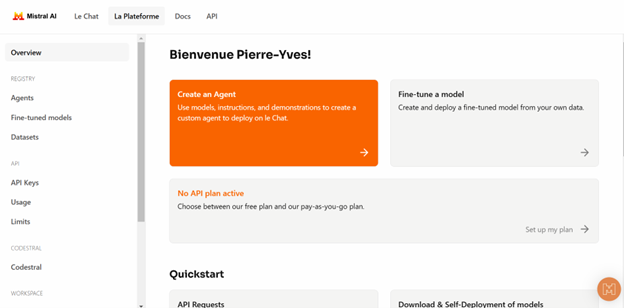 Mistral AI Le Chat La Plateforme Docs API
Overview
REGISTRY
Agents
Fine-tuned models
Datasets
API
API Keys
Usage
Limits
CODESTRAL
Codestral
WORKSPACE
Bienvenue Pierre-Yves!
Create an Agent
Use models, instructions, and demonstrations to create a
custom agent to deploy on le Chat.
Fine-tune a model
Create and deploy a fine-tuned model from your own data.
No API plan active
Choose between our free plan and our pay-as-you-go plan.
Set up my plan
Quickstart
API Requests
Download & Self-Deployment of models